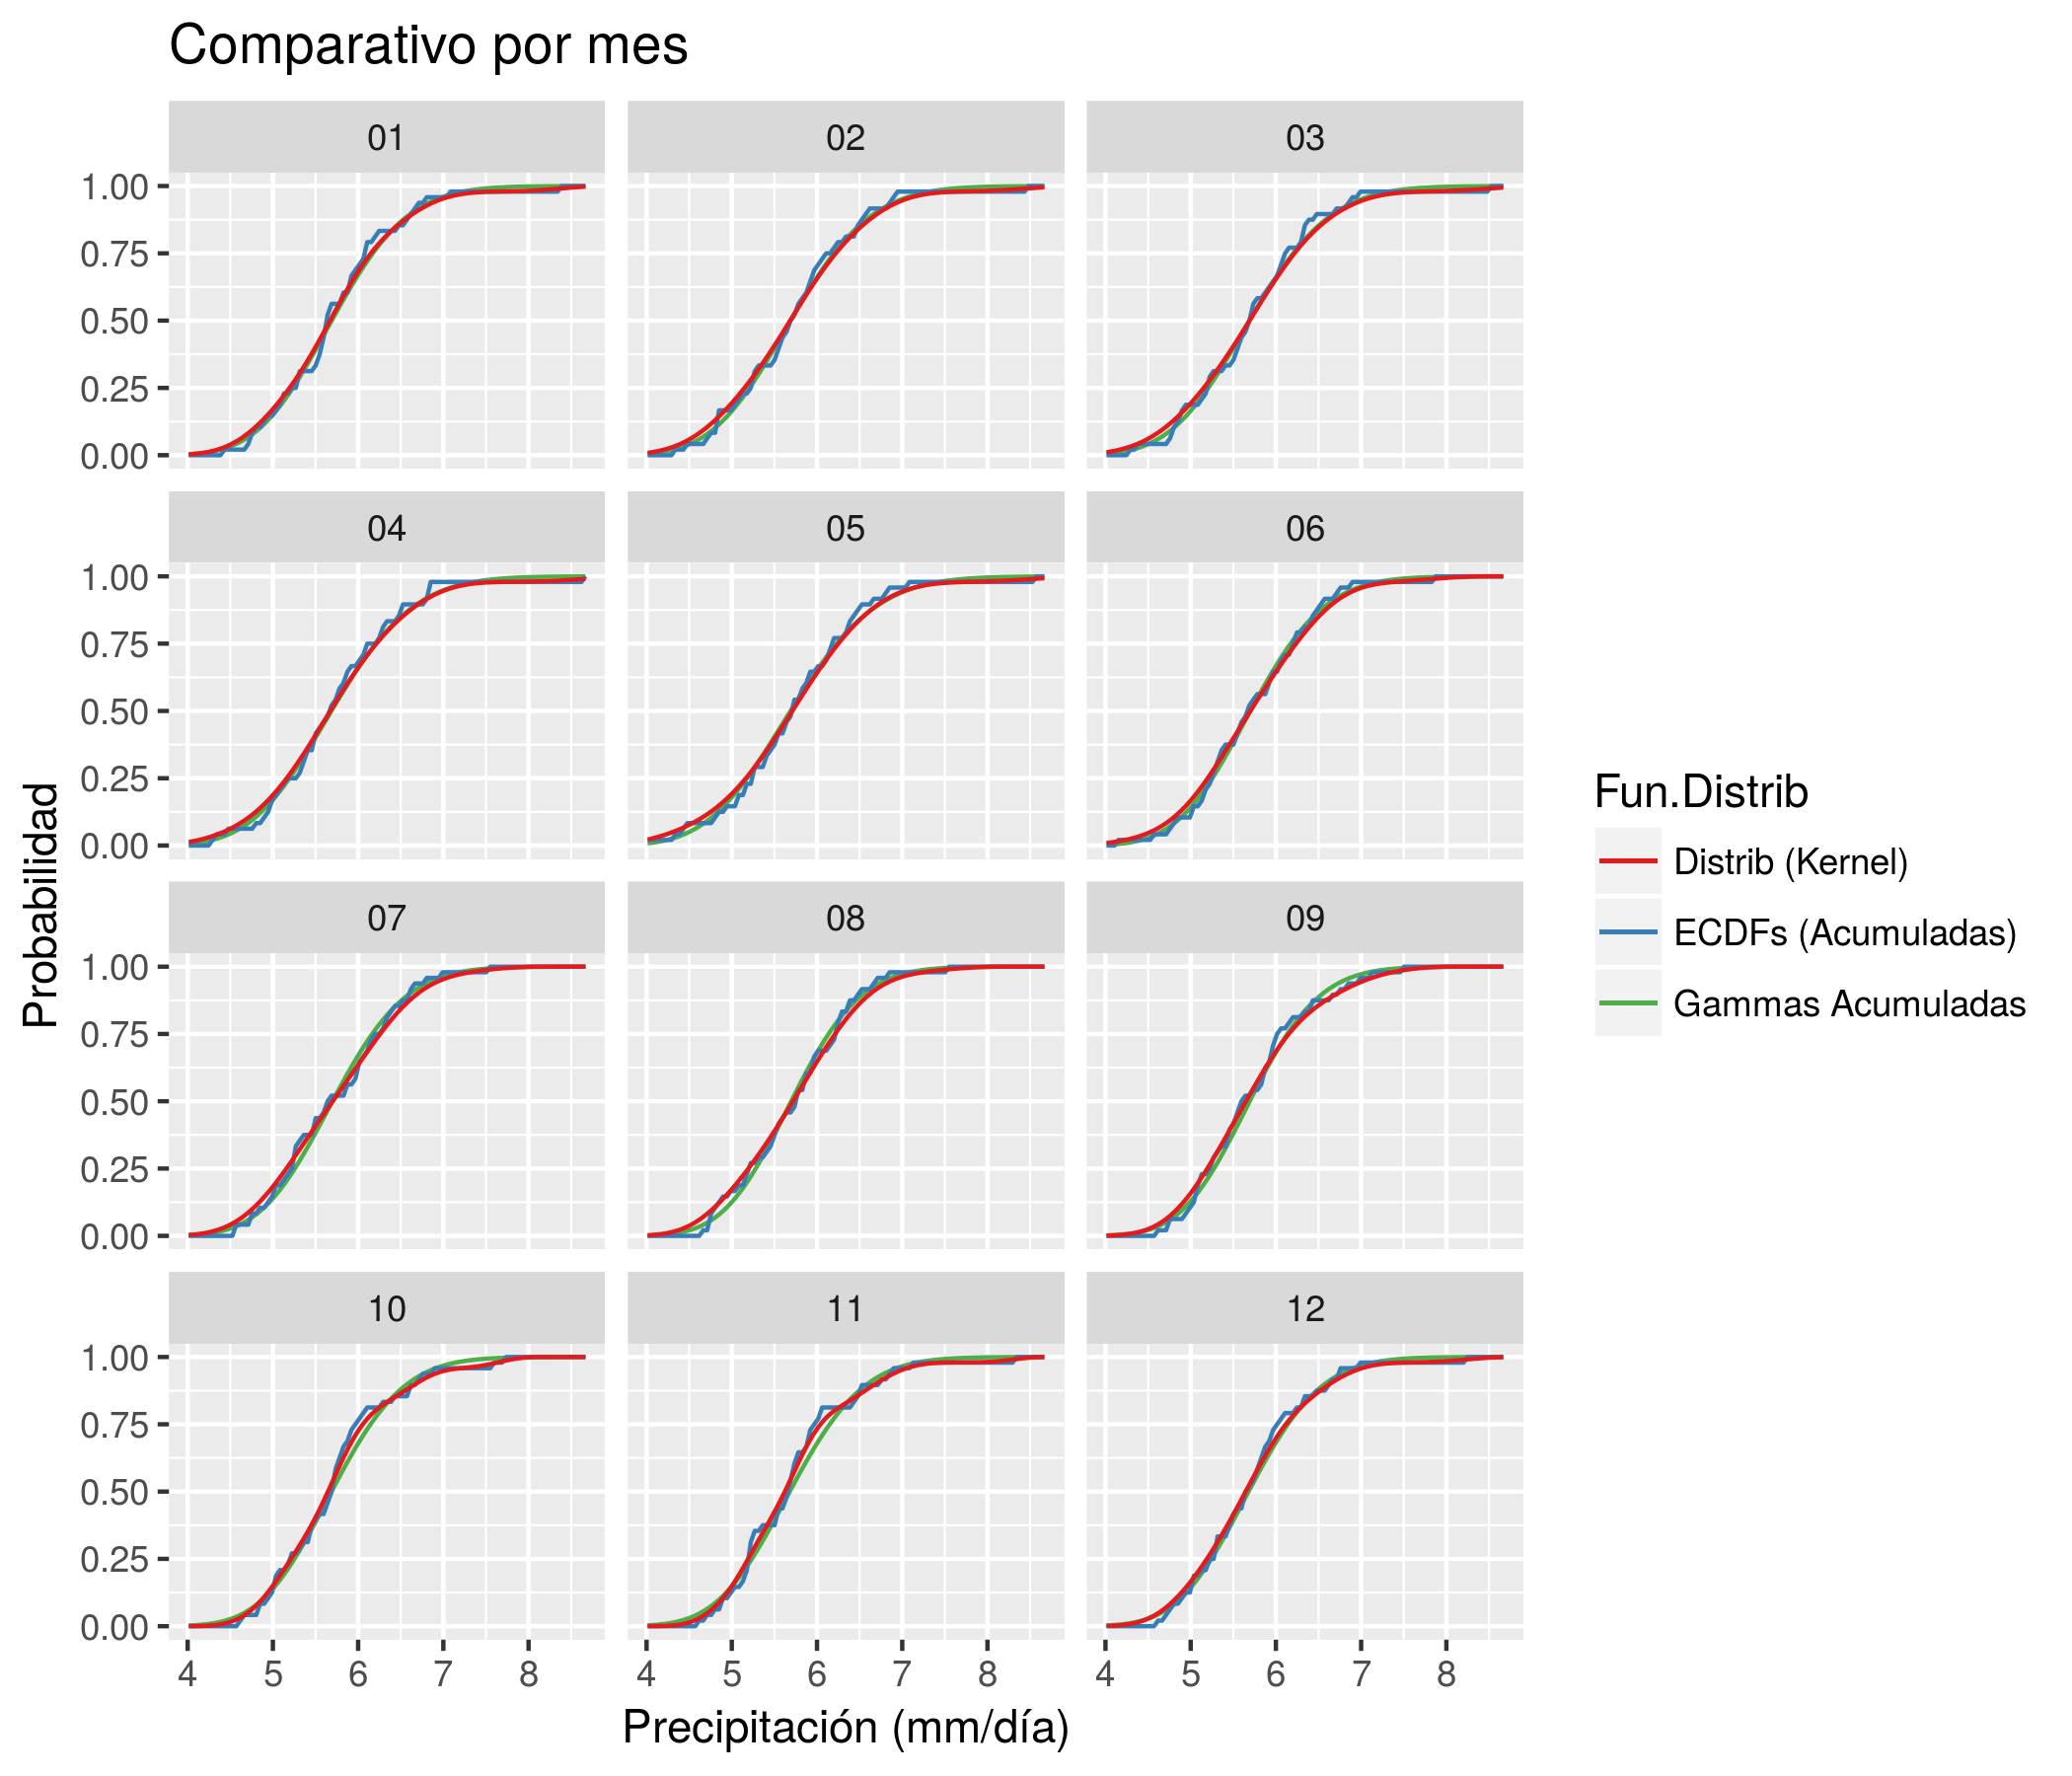 Comparativo por mes
01 02 03
1.00
0.75
0.50
0.25
0.00
04 05 06
1.00
0.75
0.50
0.25
0.00
07 08 09
1.00
0.75
0.50
0.25
0.00
10 11 12
1.00
0.75
0.50
0.25
0.00
4 5 6 7 8 4 5 6 7 8 4 5 6 7 8
Precipitación (mm/día)
Probabilidad
Fun.Distrib
Distrib (Kernel)
ECDFs (Acumuladas)
Gammas Acumuladas